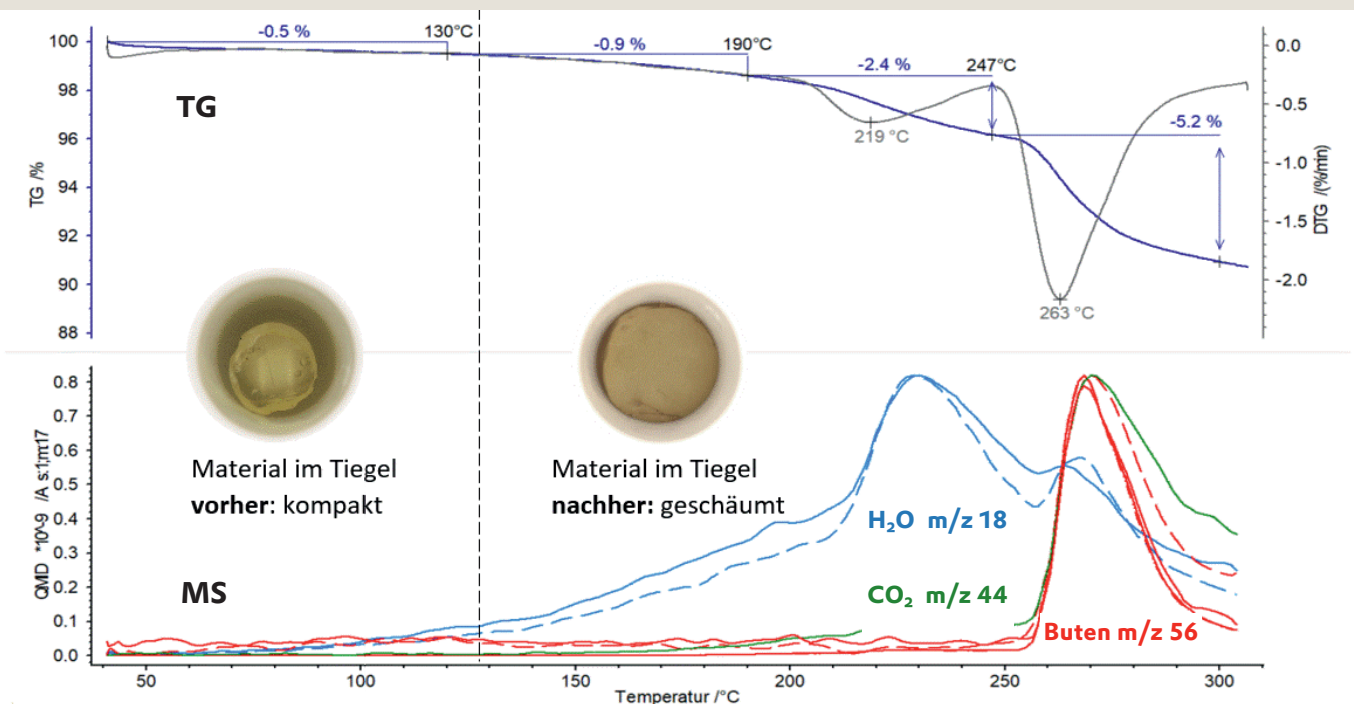 -0.5 %
130°C
-0.9 %
190°C
-2.4 %
247°C
-5.2 %
TG
219 °C
263 °C
100
98
96
94
92
90
88
TG /%
0.0
-0.5
-1.0
-1.5
-2.0
DTG /(%/min)
Material im Tiegel
vorher: kompakt
Material im Tiegel
nachher: geschäumt
H₂O m/z 18
CO₂ m/z 44
Buten m/z 56
MS
0.8
0.7
0.6
0.5
0.4
0.3
0.2
0.1
0.0
QMID *10^-9 /A s:1;mt17
50
100
150
200
250
300
Temperatur /°C